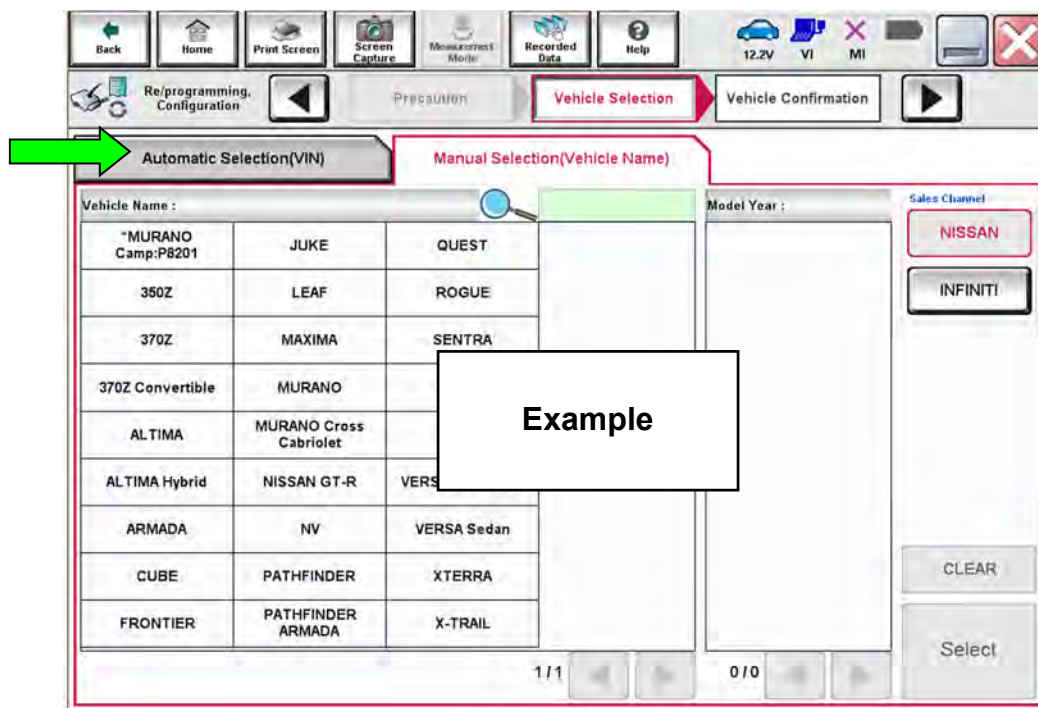 Back
Home
Print Screen
Screen
Capture
Measurement
Mode
Recorded
Data
Help
12.2V
VI
MI
Re/programming,
Configuration
Precaution
Vehicle Selection
Vehicle Confirmation
Automatic Selection(VIN)
Manual Selection(Vehicle Name)
Vehicle Name :
Model Year :
Sales Channel
*MURANO
Camp:P8201
JUKE
QUEST
NISSAN
350Z
LEAF
ROGUE
INFINITI
370Z
MAXIMA
SENTRA
370Z Convertible
MURANO
Example
ALTIMA
MURANO Cross
Cabriolet
ALTIMA Hybrid
NISSAN GT-R
VERS
ARMADA
NV
VERSA Sedan
CUBE
PATHFINDER
XTERRA
CLEAR
FRONTIER
PATHFINDER
ARMADA
X-TRAIL
Select
1/1
0/0